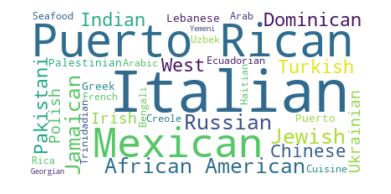 Seafood
Lebanese
Arab
Dominican
Indian
Yemeni
Uzbek
Puerto Rican
Palestinian
Arabic
West
Ecuadorian
Turkish
Pakistani
Polish
Jamaican
Trinidadian
Greek
French
Italian
Bengali
Haitian
Ukrainian
Irish
Creole
Russian
Puerto
Jewish
Mexican
Chinese
Rica
African American
Cuisine
Georgian